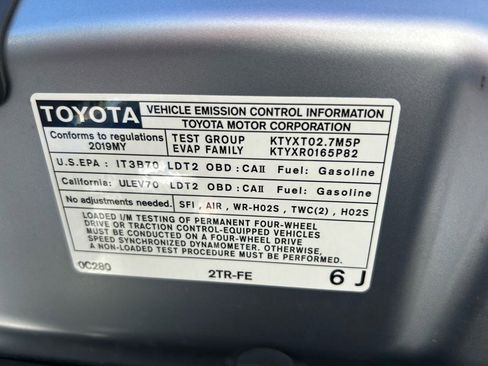 TOYOTA
VEHICLE EMISSION CONTROL INFORMATION
TOYOTA MOTOR CORPORATION
Conforms to regulations
2019MY
TEST GROUP KTYXT02.7M5P
EVAP FAMILY KTYXR0165P82
U.S.EPA : IT3B70 LDT2 OBD : CAII Fuel: Gasoline
California: ULEV70 LDT2 OBD : CAII Fuel: Gasoline
No adjustments needed. SFI , AIR , WR-HO2S , TWC(2) , HO2S
LOADED I/M TESTING OF PERMANENT FOUR-WHEEL
DRIVE OR TRACTION CONTROL-EQUIPPED VEHICLES
MUST BE CONDUCTED ON A FOUR-WHEEL DRIVE
SPEED SYNCHRONIZED DYNAMOMETER. OTHERWISE,
A NON-LOADED TEST PROCEDURE MUST BE PERFORMED.
0C280 2TR-FE 6 J